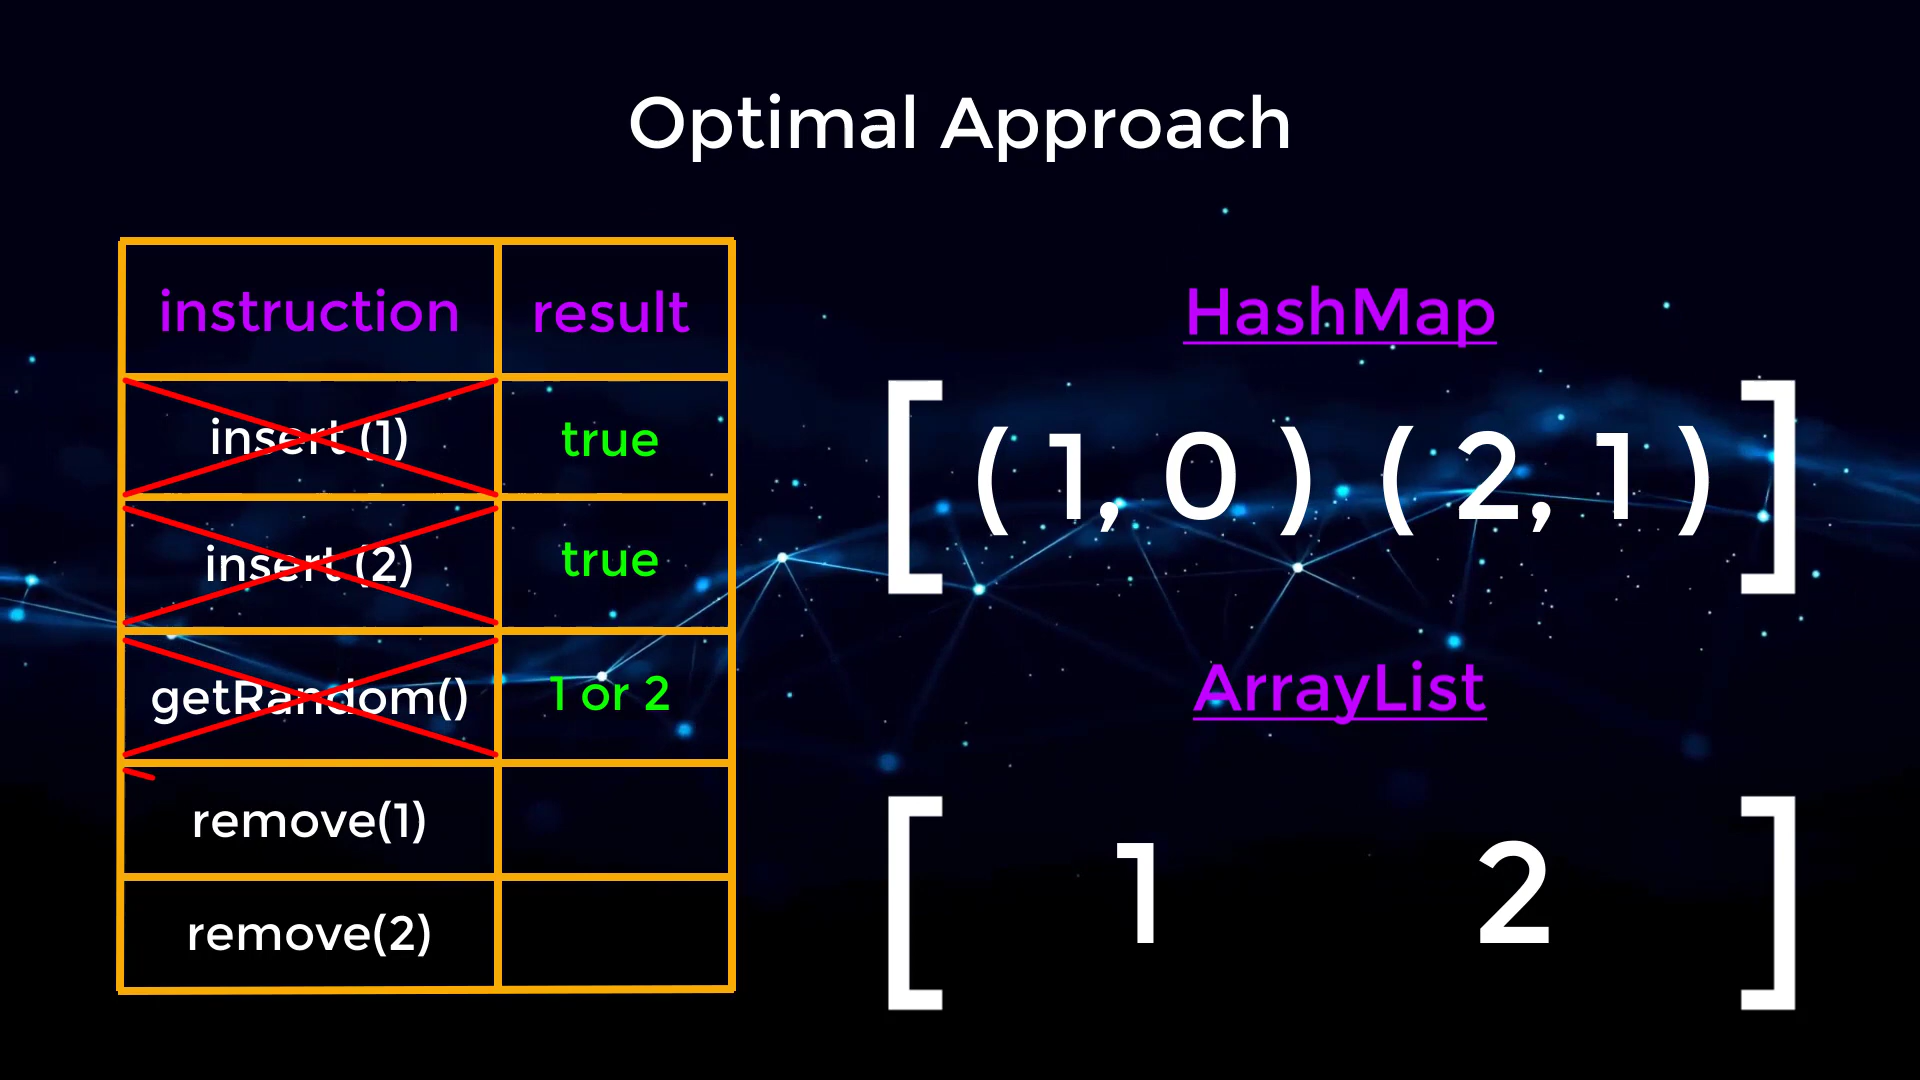 Optimal Approach
instruction result
insert (1) true
insert (2) true
getRandom() 1 or 2
remove(1)
remove(2)
HashMap
[ ( 1, 0 ) ( 2, 1 ) ]
ArrayList
[ 1 2 ]